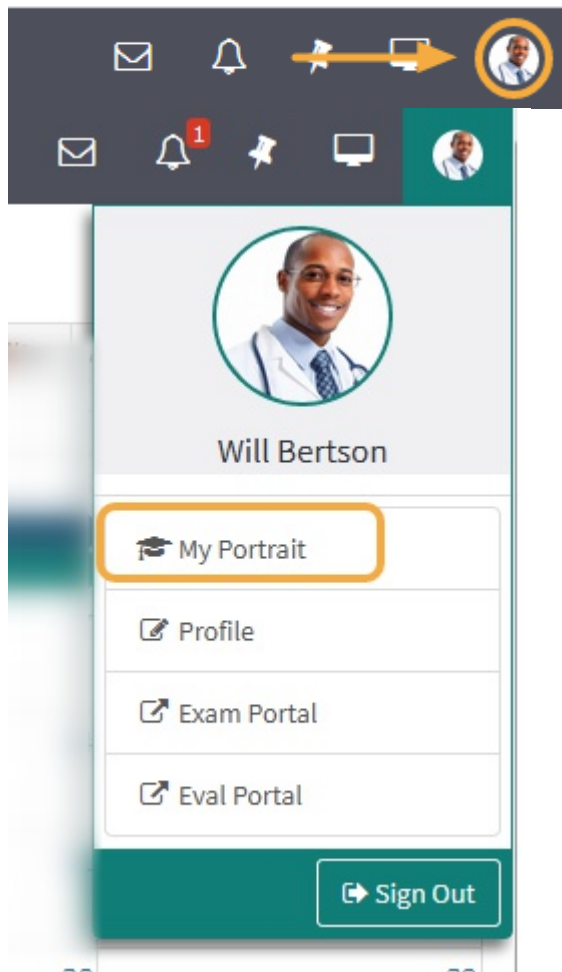 1
Will Bertson
My Portrait
Profile
Exam Portal
Eval Portal
Sign Out